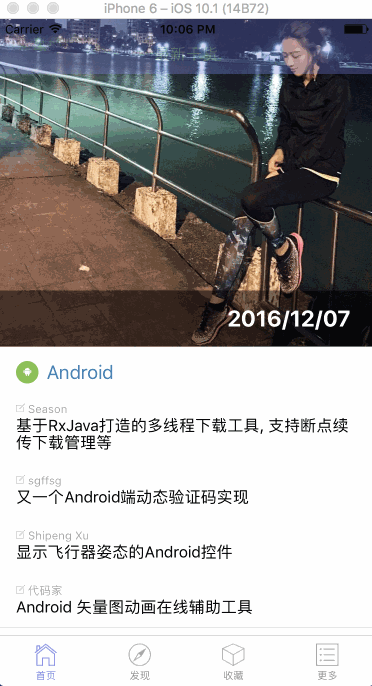 iPhone 6 – iOS 10.1 (14B72)
Carrier 10:06 PM
2016/12/07
Android
Season
基于RxJava打造的多线程下载工具, 支持断点续
传下载管理等
sgffsg
又一个Android端动态验证码实现
Shipeng Xu
显示飞行器姿态的Android控件
代码家
Android 矢量图动画在线辅助工具
首页 发现 收藏 更多